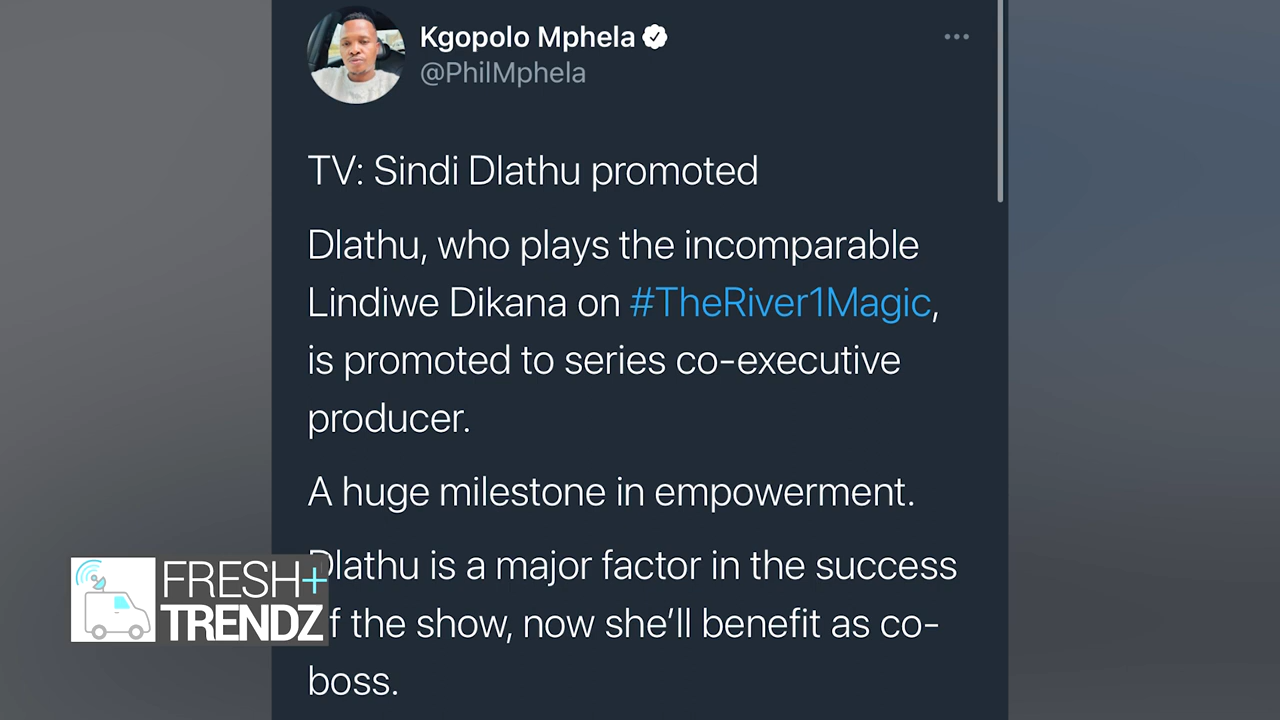 Kgopolo Mphela
@PhilMphela
TV: Sindi Dlathu promoted
Dlathu, who plays the incomparable
Lindiwe Dikana on #TheRiver1Magic,
is promoted to series co-executive
producer.
A huge milestone in empowerment.
Dlathu is a major factor in the success
of the show, now she'll benefit as co-
boss.
FRESH+
TRENDZ